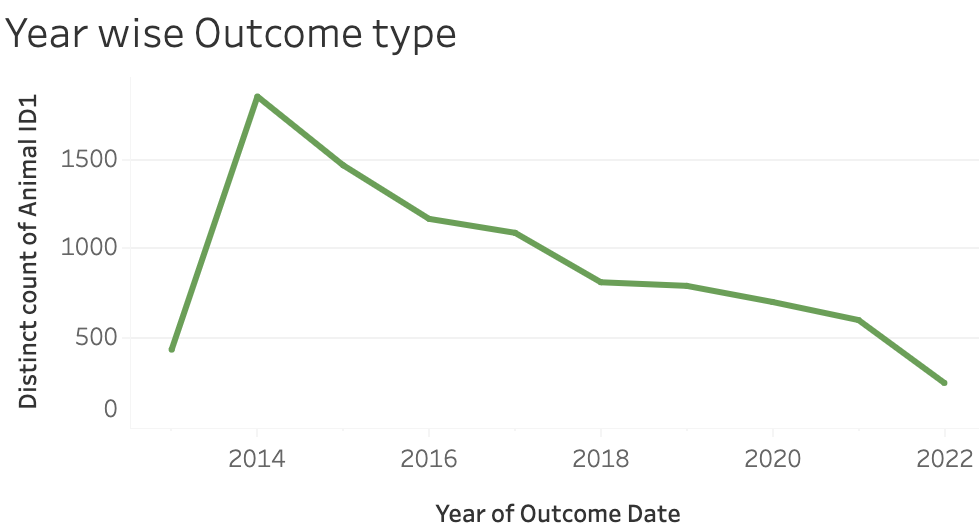 Year wise Outcome type
Distinct count of Animal ID1
1500
1000
500
0
2014 2016 2018 2020 2022
Year of Outcome Date